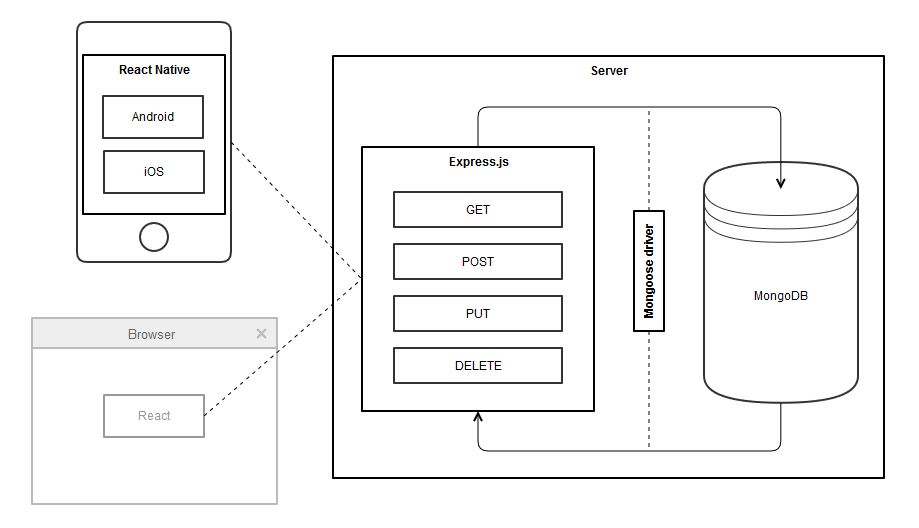 React Native
Android
iOS
Browser
React
Server
Express.js
GET
POST
PUT
DELETE
Mongoose driver
MongoDB